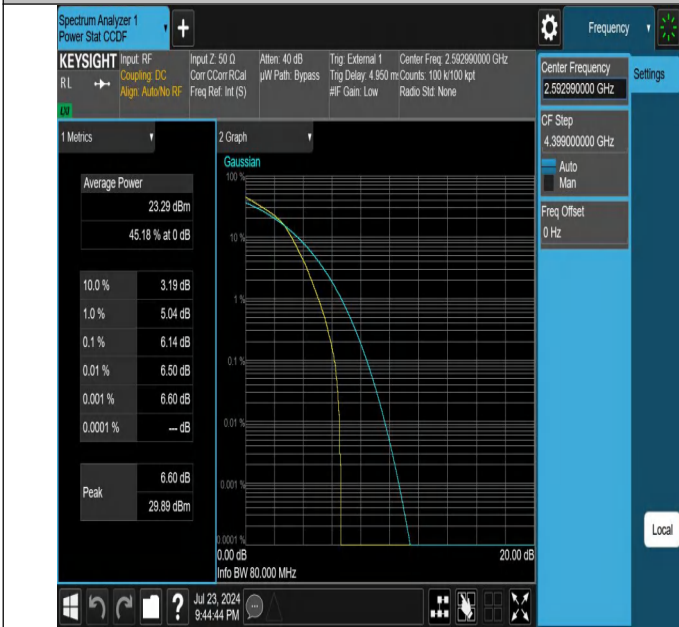 Spectrum Analyzer 1
Power Stat CCDF
Frequency
KEYSIGHT
RL
LXI
Input: RF
Coupling: DC
Align: Auto/No RF
Input Z: 50 Ω
Corr CCorr RCal
Freq Ref: Int (S)
Atten: 40 dB
µW Path: Bypass
Trig: External 1
Trig Delay: 4.950 m
#IF Gain: Low
Center Freq: 2.592990000 GHz
Counts: 100 k/100 kpt
Radio Std: None
Center Frequency
2.592990000 GHz
Settings
CF Step
4.399000000 GHz
Auto
Man
Freq Offset
0 Hz
1 Metrics
Average Power
23.29 dBm
45.18 % at 0 dB
10.0 % 3.19 dB
1.0 % 5.04 dB
0.1 % 6.14 dB
0.01 % 6.50 dB
0.001 % 6.60 dB
0.0001 % --- dB
Peak
6.60 dB
29.89 dBm
2 Graph
Gaussian
100 %
10 %
1 %
0.1 %
0.01 %
0.001 %
0.0001 %
0.00 dB 20.00 dB
Info BW 80.000 MHz
Local
?
Jul 23, 2024
9:44:44 PM